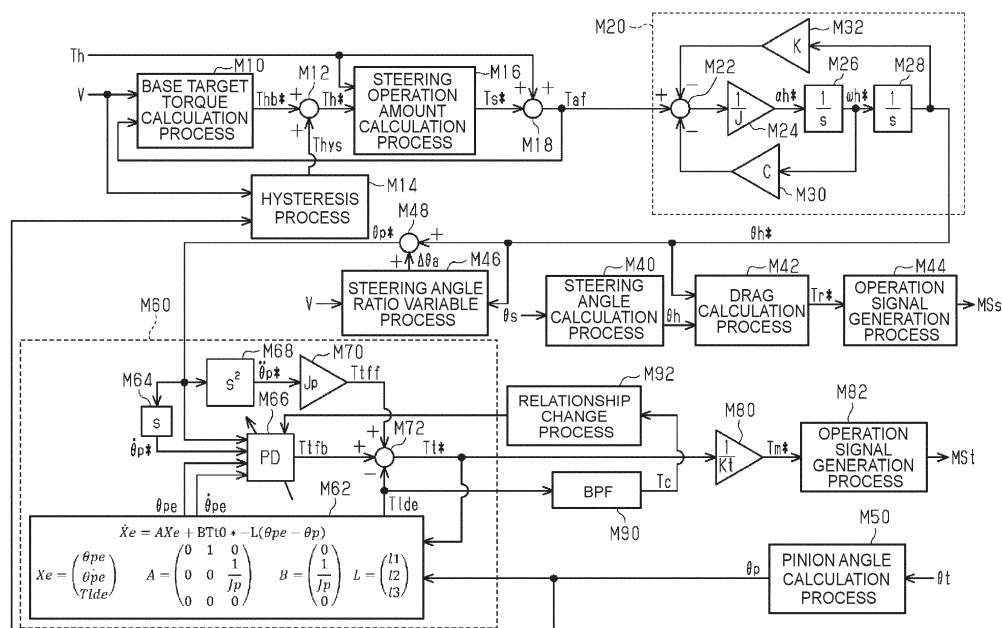 Th
V
M10
BASE TARGET
TORQUE
CALCULATION
PROCESS
Thb*
M12
+
+
Th*
Thys
M16
STEERING
OPERATION
AMOUNT
CALCULATION
PROCESS
Ts*
+
+
M18
Taf
M14
HYSTERESIS
PROCESS
M20
M32
K
M22
+
-
-
1/J
M24
αh*
M26
1/s
ωh*
M28
1/s
C
M30
θh*
θp*
M48
+
+
Δθa
M46
STEERING ANGLE
RATIO VARIABLE
PROCESS
V
θs
M40
STEERING
ANGLE
CALCULATION
PROCESS
θh
M42
DRAG
CALCULATION
PROCESS
Tr*
M44
OPERATION
SIGNAL
GENERATION
PROCESS
MSs
M60
M64
s
θ̇p*
M68
s²
θ̈p*
M70
Jp
Ttff
M66
PD
Ttfb
M72
+
+
-
Tt*
Tlde
M92
RELATIONSHIP
CHANGE
PROCESS
BPF
M90
Tc
M80
1/Kt
Tm*
M82
OPERATION
SIGNAL
GENERATION
PROCESS
MSt
θpe
θ̇pe
M62
Ẋe = AXe + BTt0 * -L(θpe − θp)
Xe = (θpe θ̇pe Tlde) A = (0 1 0 0 0 1/Jp 0 0 0) B = (0 1/Jp 0) L = (l1 l2 l3)
θp
M50
PINION ANGLE
CALCULATION
PROCESS
θt